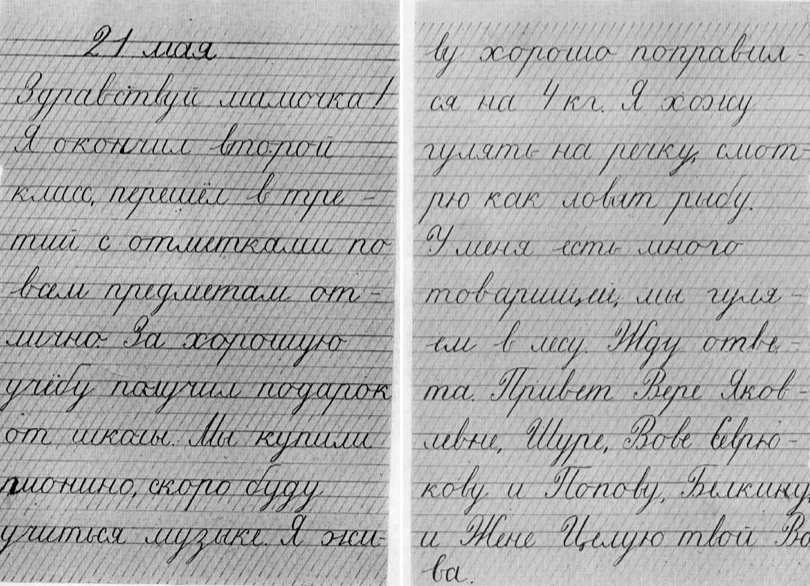 21 мая
Здравствуй мамочка!
Я окончил второй
класс, перешёл в тре-
тий с отметками по
всем предметам от-
лично. За хорошую
учёбу получил подарок
от школы. Мы купили
пионино, скоро буду
учиться музыке. Я жи-
ву хорошо поправил-
ся на 4 кг. Я хожу
гулять на речку, смот-
рю как ловят рыбу.
У меня есть много
товарищей, мы гуля-
ем в лесу. Жду отве-
та. Привет Вере Яков-
левне, Шуре, Вове Севрю-
кову и Попову, Белкину,
и Жене Целую твой Во
ва.